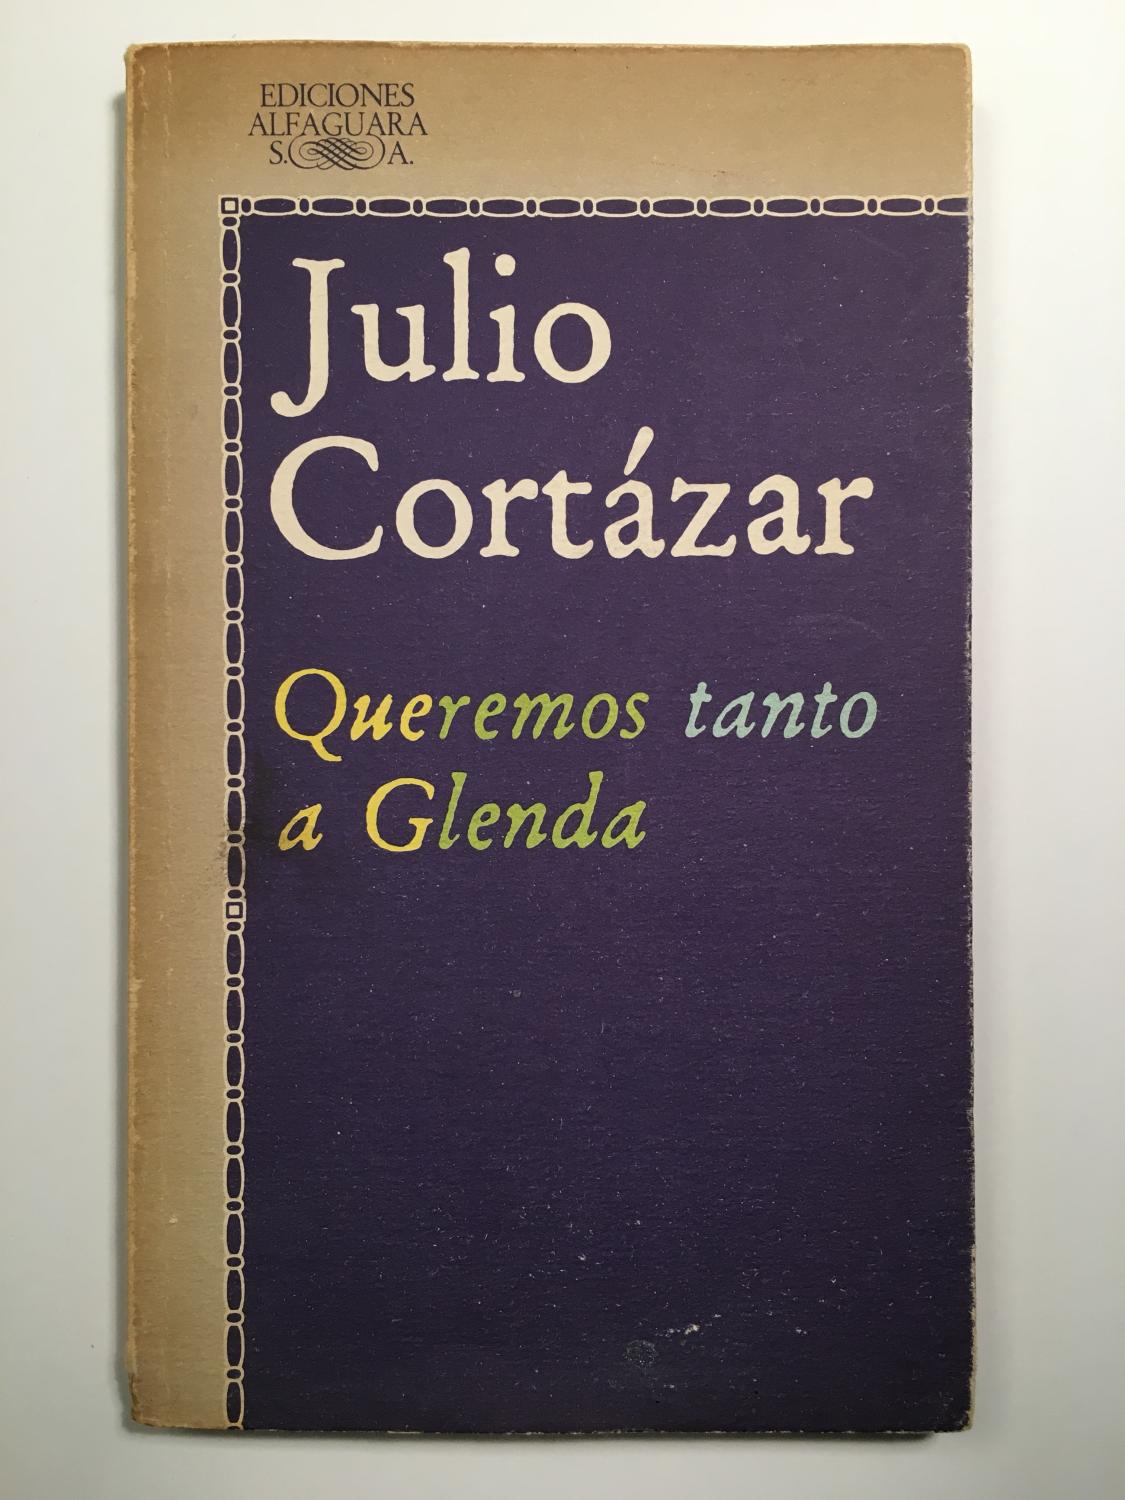 EDICIONES
ALFAGUARA
S. A.
Julio
Cortázar
Queremos tanto
a Glenda